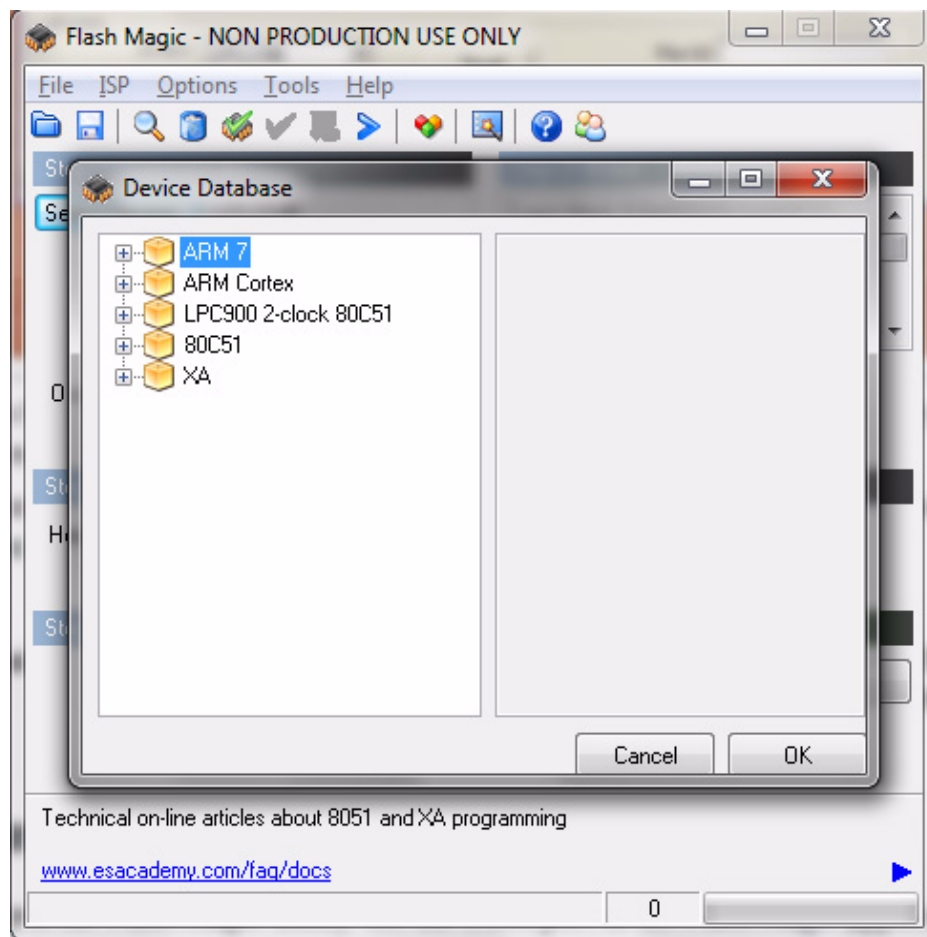 Flash Magic - NON PRODUCTION USE ONLY
File ISP Options Tools Help
Device Database
ARM 7
ARM Cortex
LPC900 2-clock 80C51
80C51
XA
Cancel OK
Technical on-line articles about 8051 and XA programming
www.esacademy.com/faq/docs
0